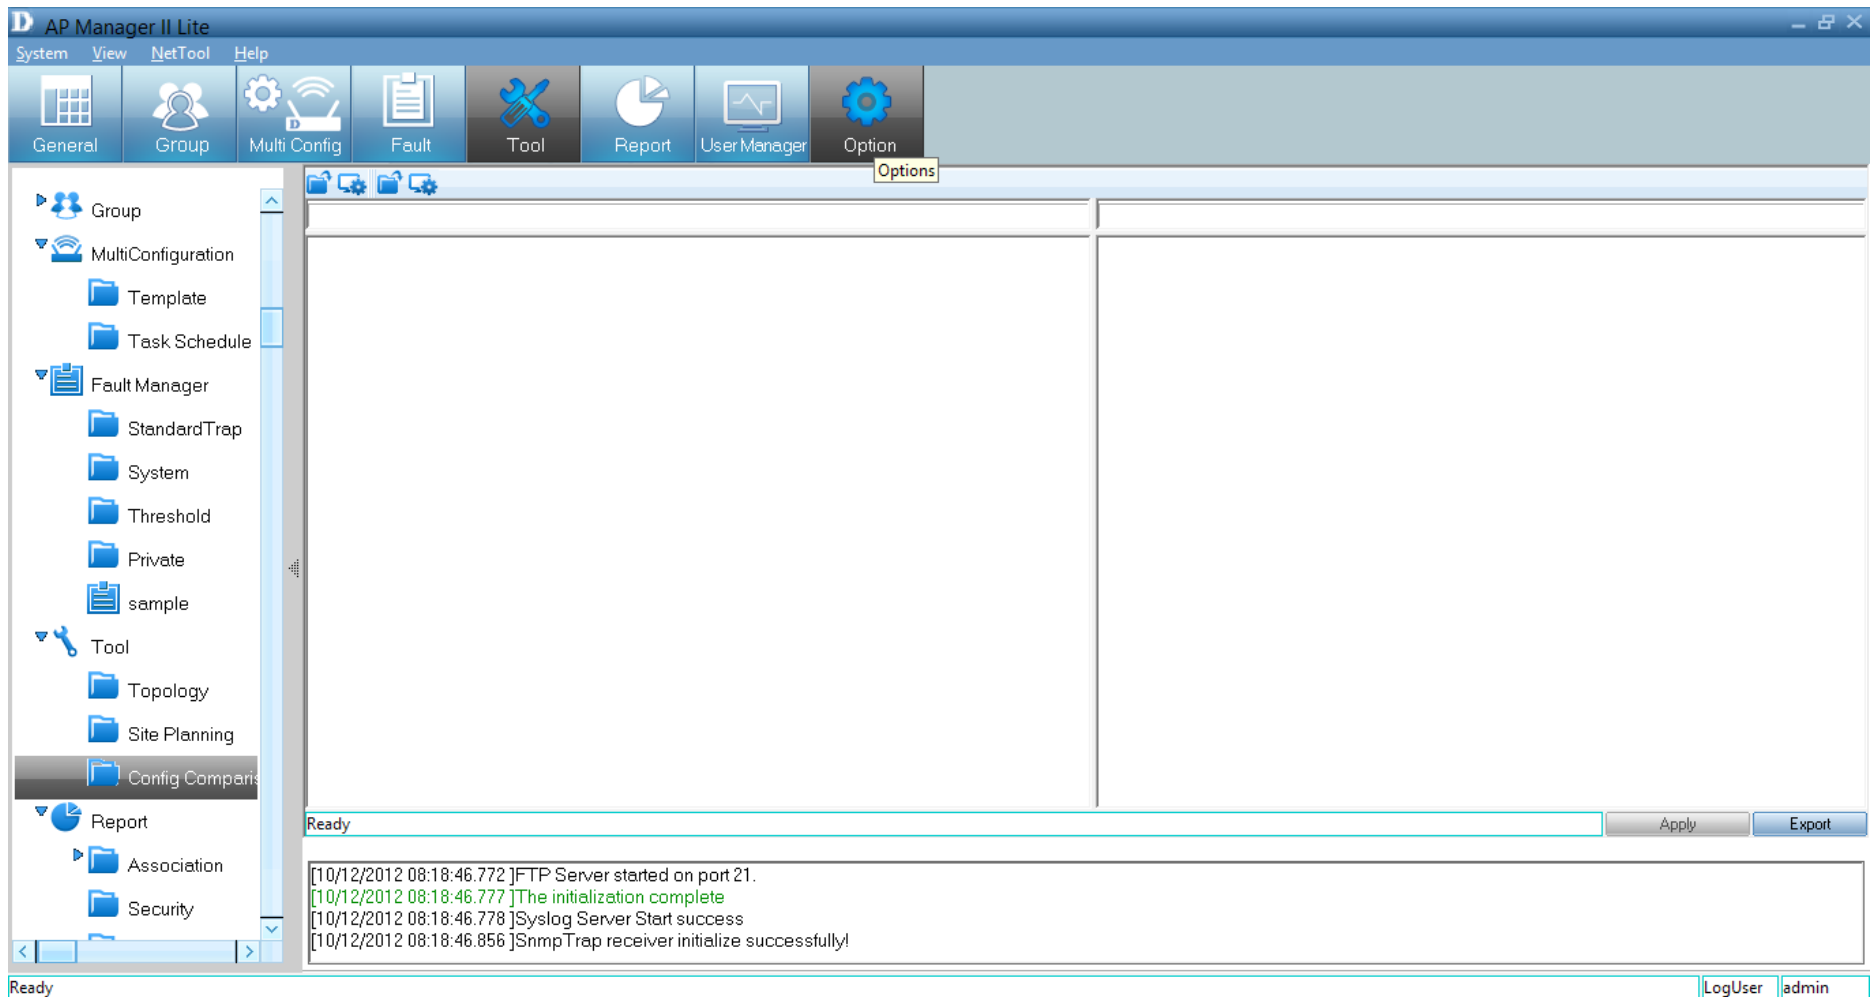 AP Manager II Lite
System View NetTool Help
General Group Multi Config Fault Tool Report User Manager Option
Options
Group
MultiConfiguration
Template
Task Schedule
Fault Manager
StandardTrap
System
Threshold
Private
sample
Tool
Topology
Site Planning
Config Comparis
Report
Association
Security
Ready
Apply Export
[10/12/2012 08:18:46.772 ]FTP Server started on port 21.
[10/12/2012 08:18:46.777 ]The initialization complete
[10/12/2012 08:18:46.778 ]Syslog Server Start success
[10/12/2012 08:18:46.856 ]SnmpTrap receiver initialize successfully!
Ready LogUser admin